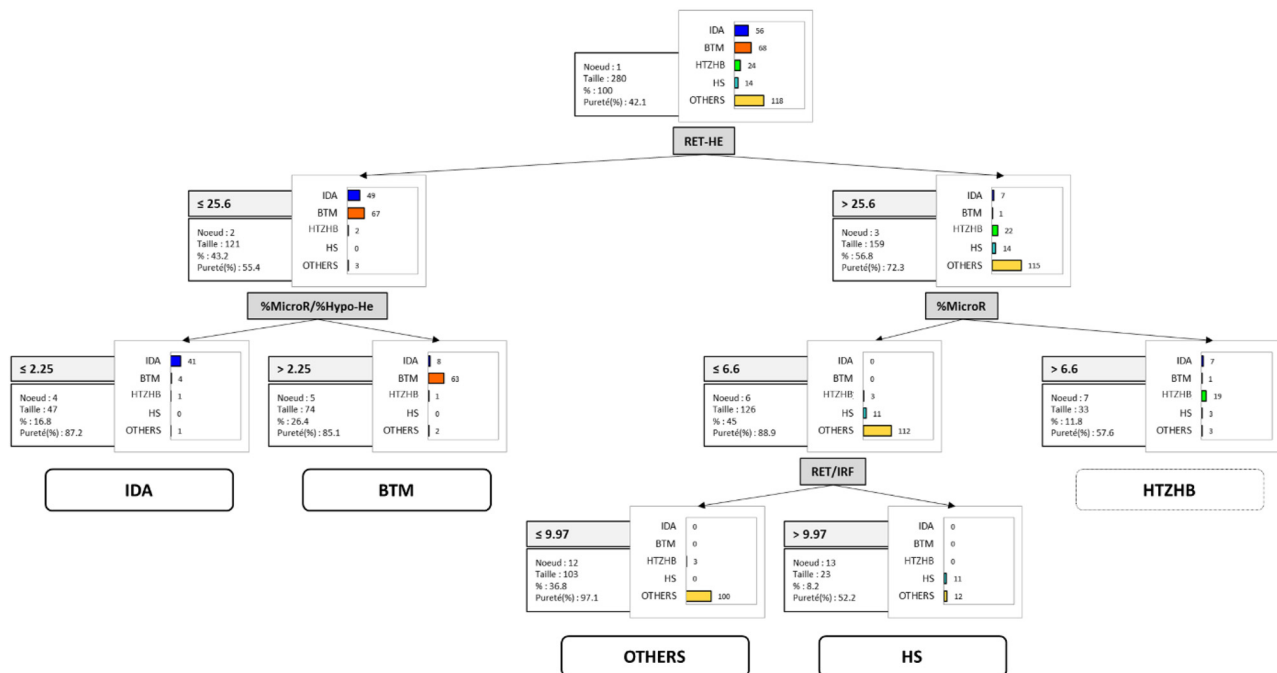 IDA 56
BTM 68
HTZHB 24
HS 14
OTHERS 118
Noeud : 1
Taille : 280
% : 100
Pureté(%) : 42.1
RET-HE
≤ 25.6
Noeud : 2
Taille : 121
% : 43.2
Pureté(%) : 55.4
IDA 49
BTM 67
HTZHB 2
HS 0
OTHERS 3
> 25.6
Noeud : 3
Taille : 159
% : 56.8
Pureté(%) : 72.3
IDA 7
BTM 1
HTZHB 22
HS 14
OTHERS 115
%MicroR/%Hypo-He
%MicroR
≤ 2.25
Noeud : 4
Taille : 47
% : 16.8
Pureté(%) : 87.2
IDA 41
BTM 4
HTZHB 1
HS 0
OTHERS 1
> 2.25
Noeud : 5
Taille : 74
% : 26.4
Pureté(%) : 85.1
IDA 8
BTM 63
HTZHB 1
HS 0
OTHERS 2
≤ 6.6
Noeud : 6
Taille : 126
% : 45
Pureté(%) : 88.9
IDA 0
BTM 0
HTZHB 3
HS 11
OTHERS 112
> 6.6
Noeud : 7
Taille : 33
% : 11.8
Pureté(%) : 57.6
IDA 7
BTM 1
HTZHB 19
HS 3
OTHERS 3
IDA
BTM
RET/IRF
HTZHB
≤ 9.97
Noeud : 12
Taille : 103
% : 36.8
Pureté(%) : 97.1
IDA 0
BTM 0
HTZHB 3
HS 0
OTHERS 100
> 9.97
Noeud : 13
Taille : 23
% : 8.2
Pureté(%) : 52.2
IDA 0
BTM 0
HTZHB 0
HS 11
OTHERS 12
OTHERS
HS